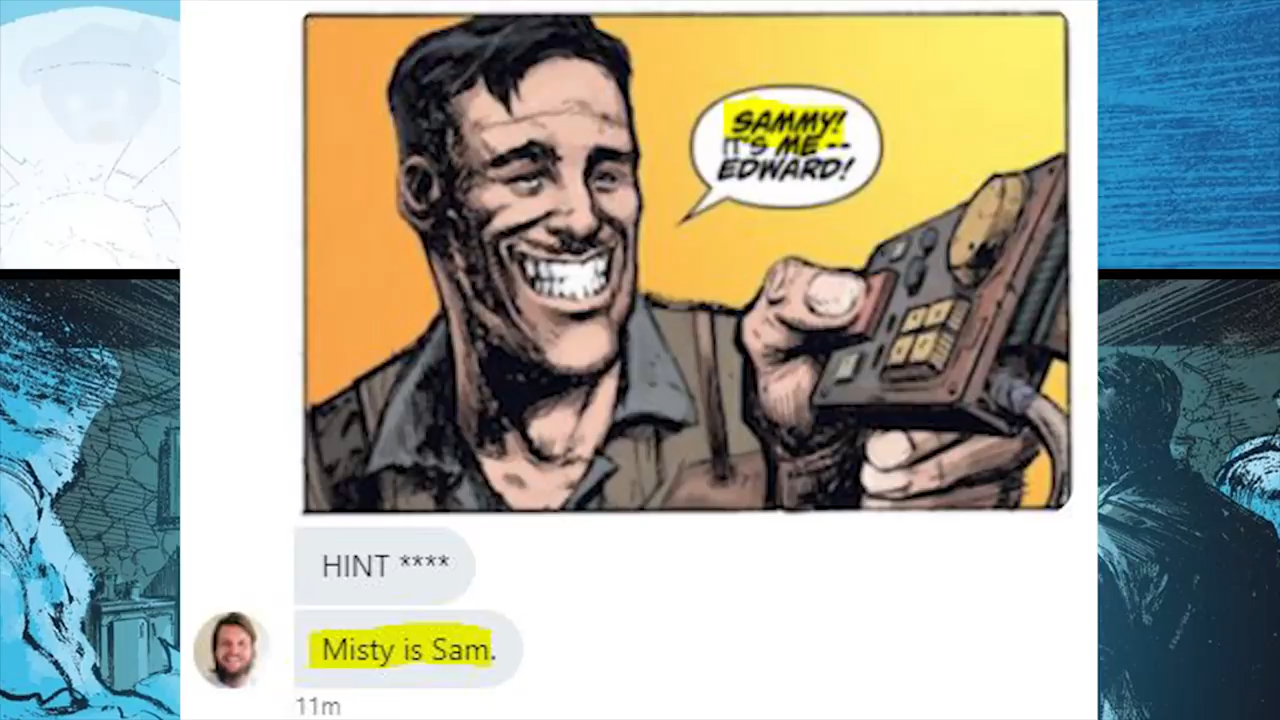 SAMMY!
IT'S ME --
EDWARD!
HINT ****
Misty is Sam.
11m